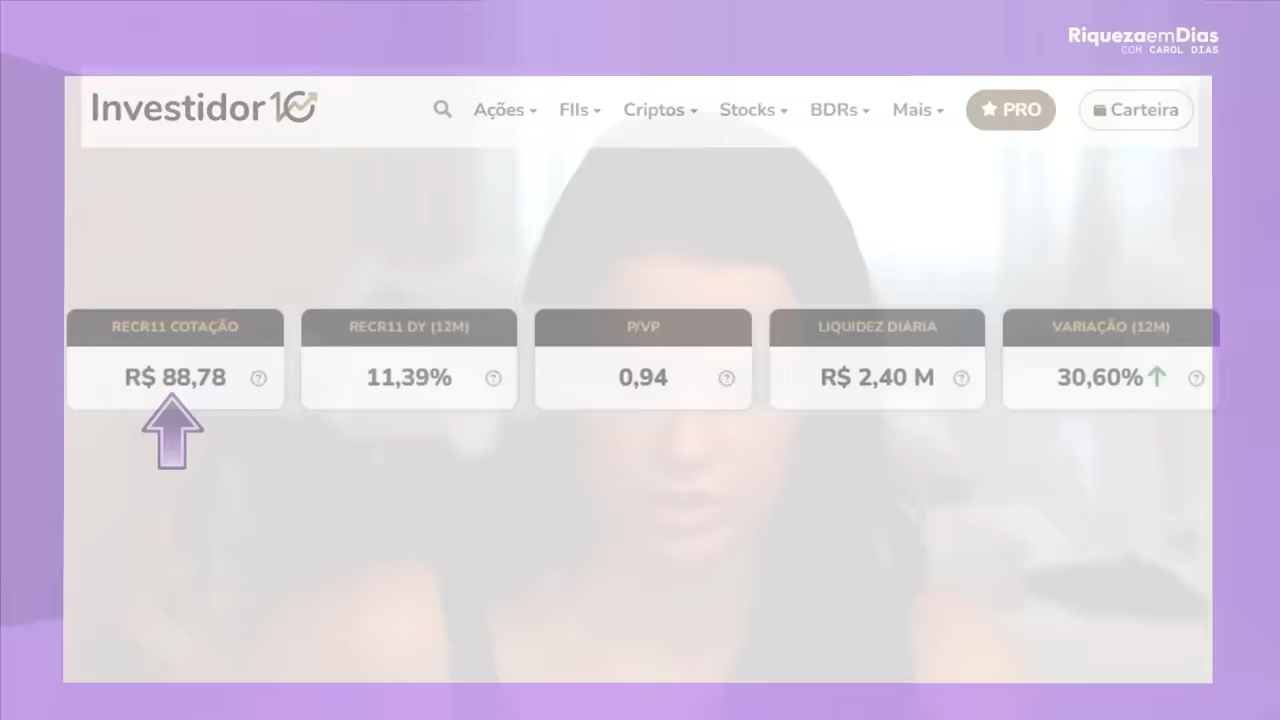 RiquezaemDias
COM CAROL DIAS
Investidor10
Ações
FIIs
Criptos
Stocks
BDRs
Mais
PRO
Carteira
RECR11 COTAÇÃO
R$ 88,78
RECR11 DY (12M)
11,39%
P/VP
0,94
LIQUIDEZ DIÁRIA
R$ 2,40 M
VARIAÇÃO (12M)
30,60%